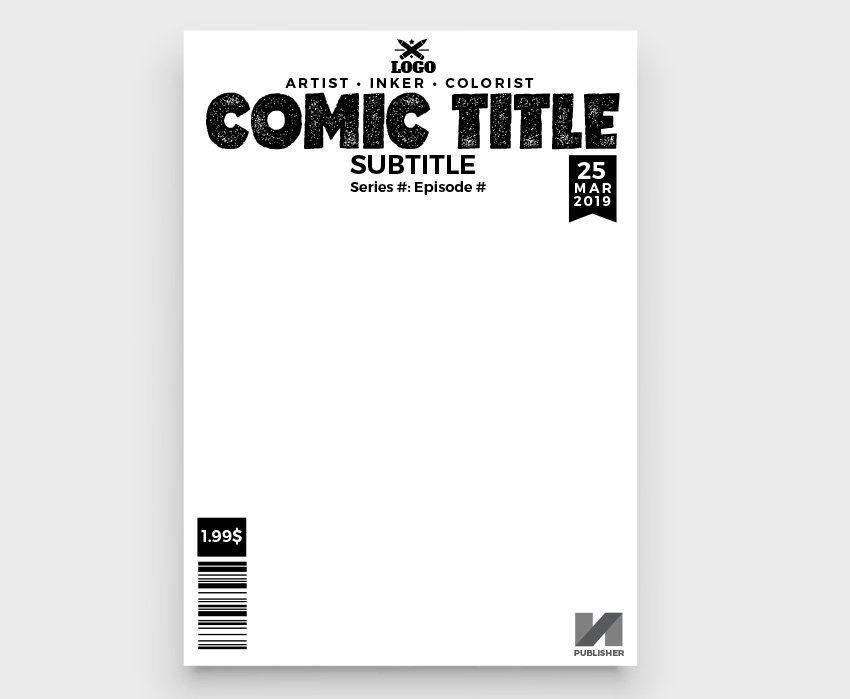 LOGO
ARTIST • INKER • COLORIST
COMIC TITLE
SUBTITLE
Series #: Episode #
25
MAR
2019
1.99$
PUBLISHER